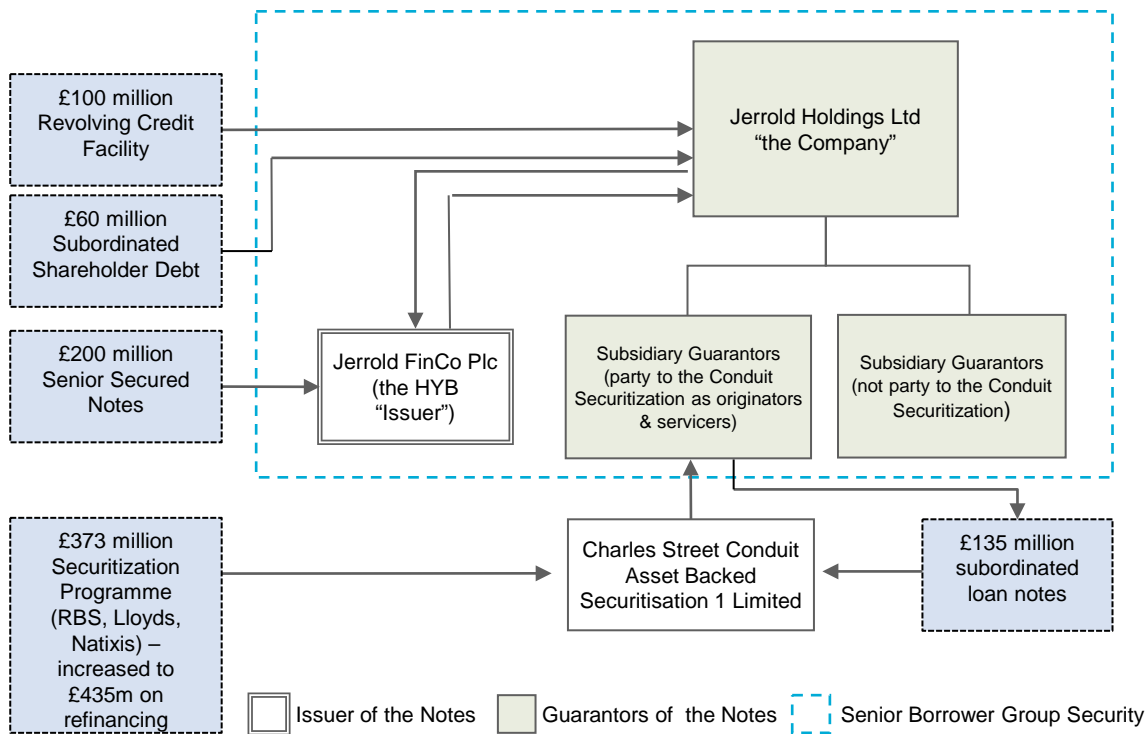 £100 million
Revolving Credit
Facility
Jerrold Holdings Ltd
“the Company”
£60 million
Subordinated
Shareholder Debt
£200 million
Senior Secured
Notes
Jerrold FinCo Plc
(the HYB
“Issuer”)
Subsidiary Guarantors
(party to the Conduit
Securitization as originators
& servicers)
Subsidiary Guarantors
(not party to the Conduit
Securitization)
£373 million
Securitization
Programme
(RBS, Lloyds,
Natixis) –
increased to
£435m on
refinancing
Charles Street Conduit
Asset Backed
Securitisation 1 Limited
£135 million
subordinated
loan notes
Issuer of the Notes
Guarantors of the Notes
Senior Borrower Group Security